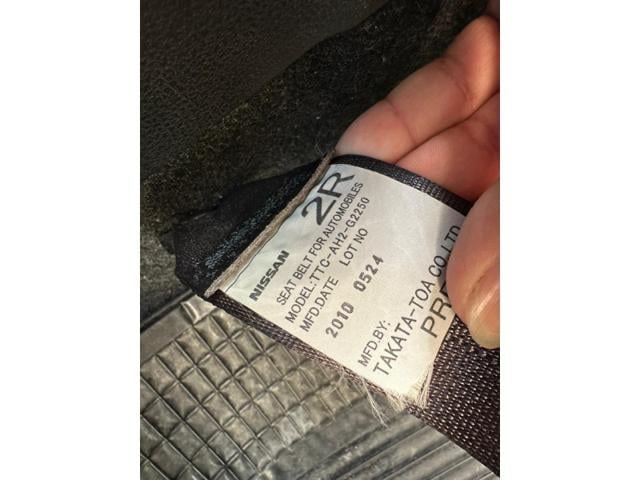 NISSAN 2R
SEAT BELT FOR AUTOMOBILES
MODEL:TTC-AH2-G2250
MFD.DATE LOT NO
2010 0524
MFD.BY:
TAKATA-TOA CO.LTD